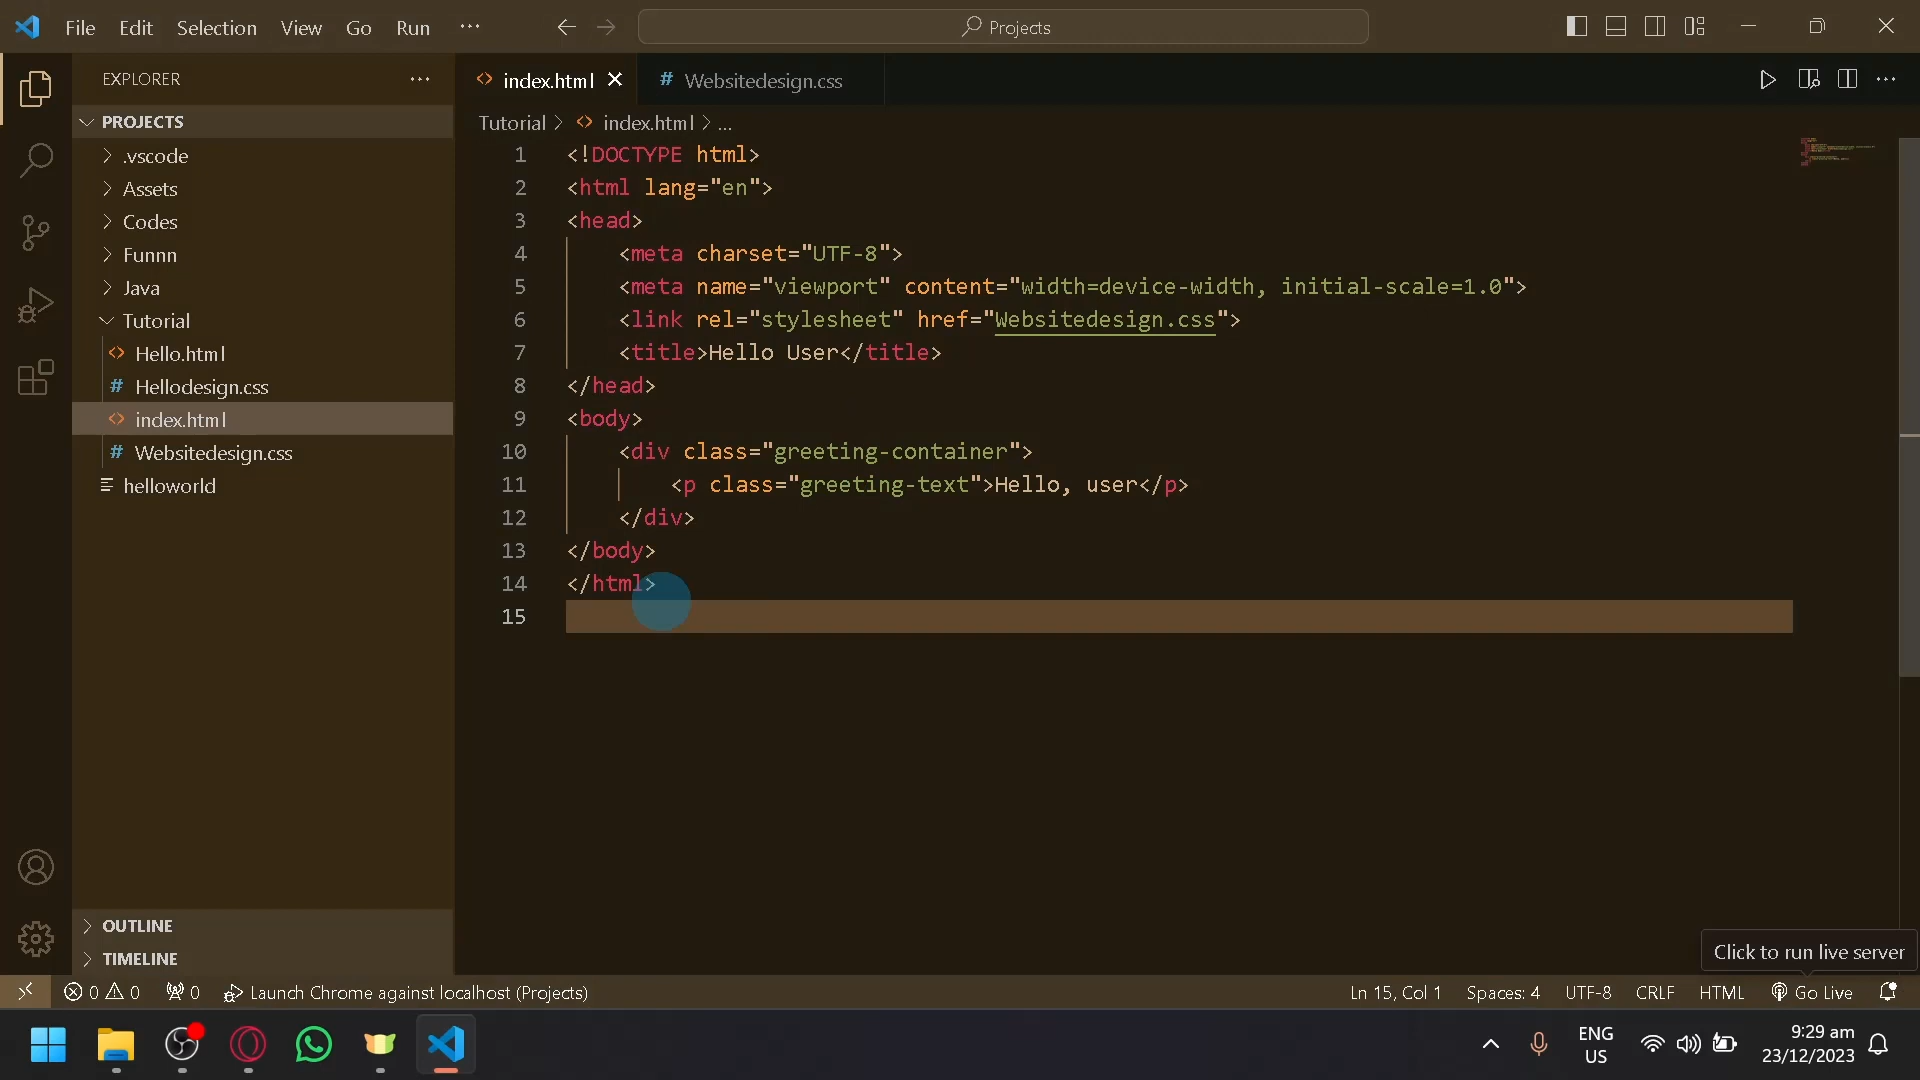 File Edit Selection View Go Run ...
Projects
EXPLORER
PROJECTS
.vscode
Assets
Codes
Funnn
Java
Tutorial
Hello.html
Hellodesign.css
index.html
Websitedesign.css
helloworld
OUTLINE
TIMELINE
index.html Websitedesign.css
Tutorial > index.html > ...
1 <!DOCTYPE html>
2 <html lang="en">
3 <head>
4 <meta charset="UTF-8">
5 <meta name="viewport" content="width=device-width, initial-scale=1.0">
6 <link rel="stylesheet" href="Websitedesign.css">
7 <title>Hello User</title>
8 </head>
9 <body>
10 <div class="greeting-container">
11 <p class="greeting-text">Hello, user</p>
12 </div>
13 </body>
14 </html>
15
Click to run live server
0 0 0 Launch Chrome against localhost (Projects) Ln 15, Col 1 Spaces: 4 UTF-8 CRLF HTML Go Live
ENG
US
9:29 am
23/12/2023